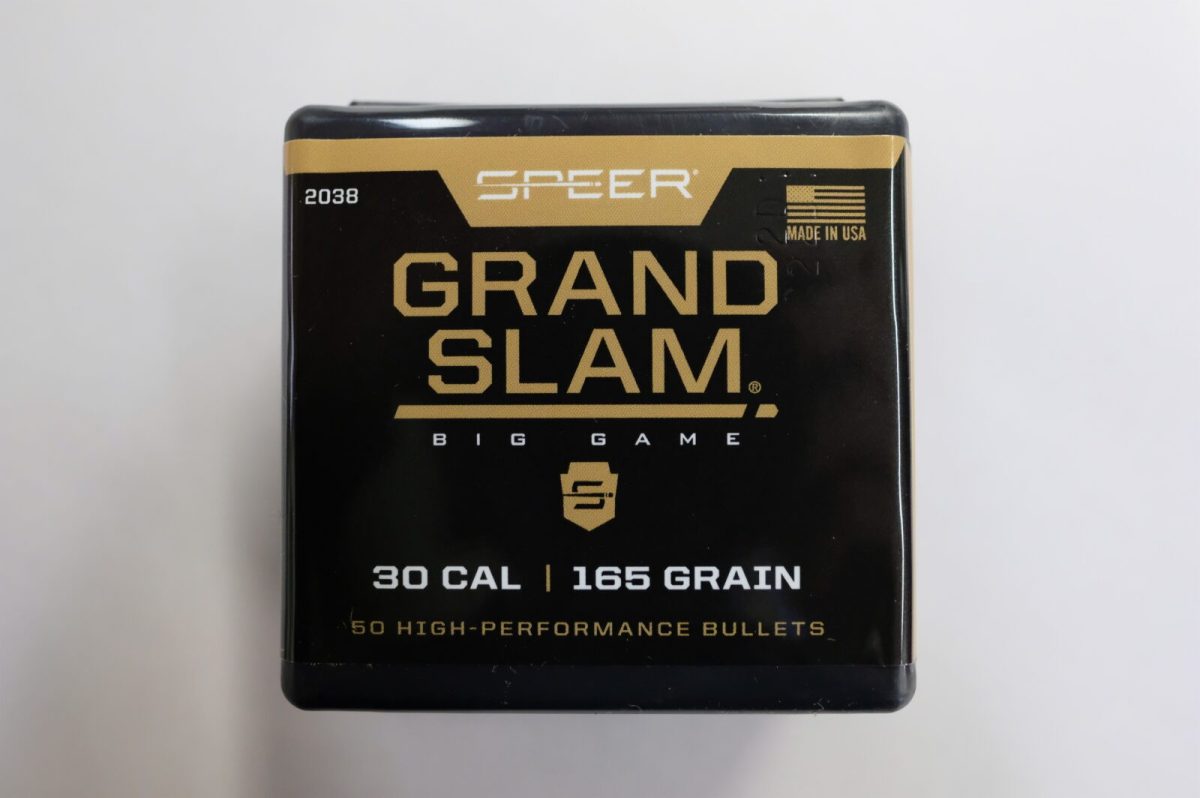 2038
SPEER®
MADE IN USA
GRAND
SLAM®
BIG GAME
30 CAL | 165 GRAIN
50 HIGH-PERFORMANCE BULLETS